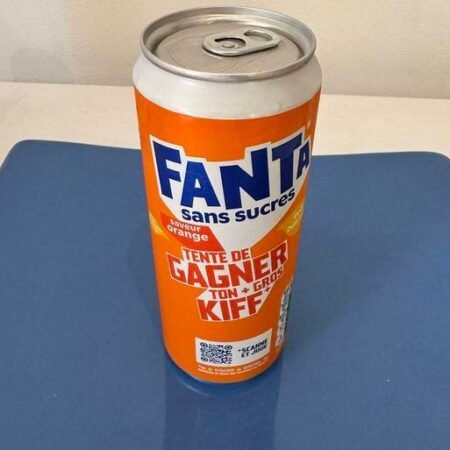 FANTA
sans sucres
saveur
orange
TENTE DE
GAGNER
TON + GROS
KIFF*
*SCANNE
ET JOUE